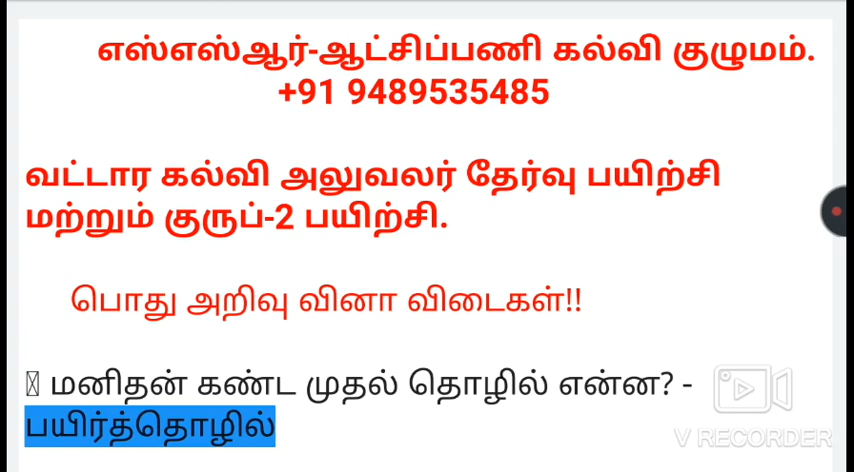 எஸ்எஸ்ஆர்-ஆட்சிப்பணி கல்வி குழுமம்.
+91 9489535485
வட்டார கல்வி அலுவலர் தேர்வு பயிற்சி
மற்றும் குருப்-2 பயிற்சி.
பொது அறிவு வினா விடைகள்!!
மனிதன் கண்ட முதல் தொழில் என்ன? -
பயிர்த்தொழில்
V RECORDER